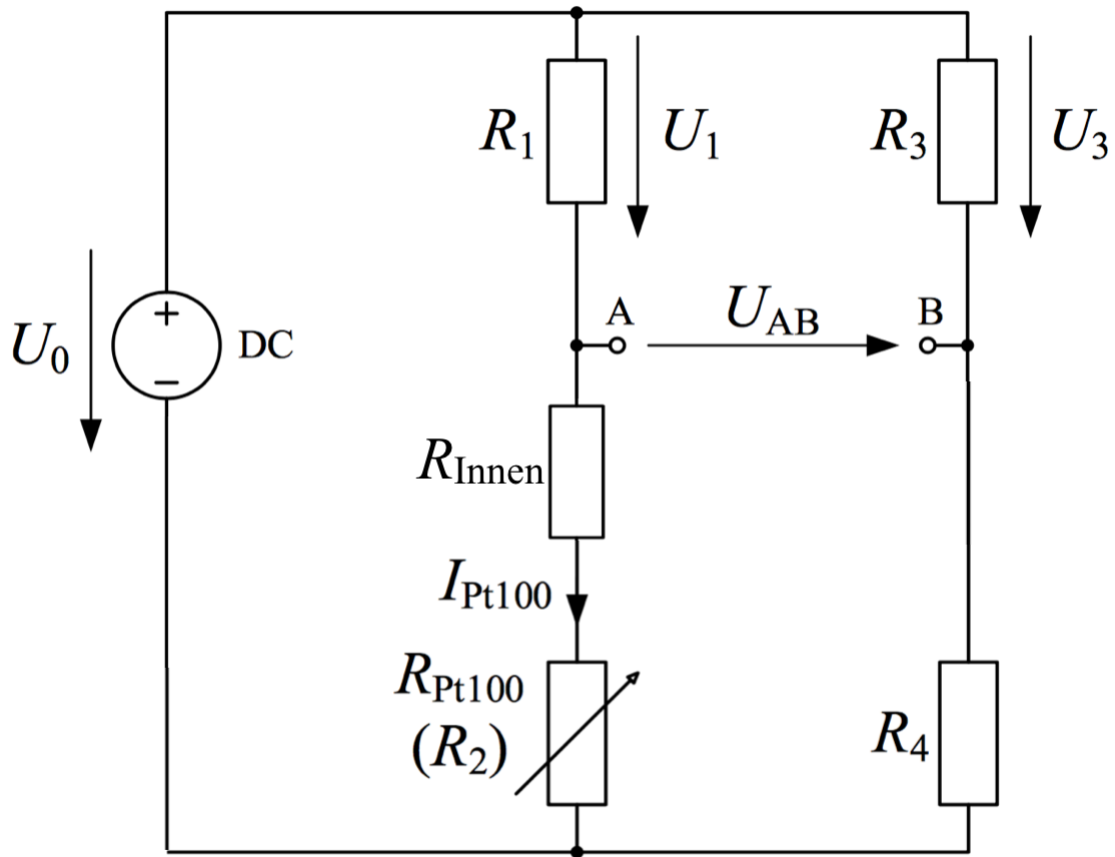 R1
U1
R3
U3
U0
+
−
DC
A
UAB
B
RInnen
IPt100
RPt100
(R2)
R4